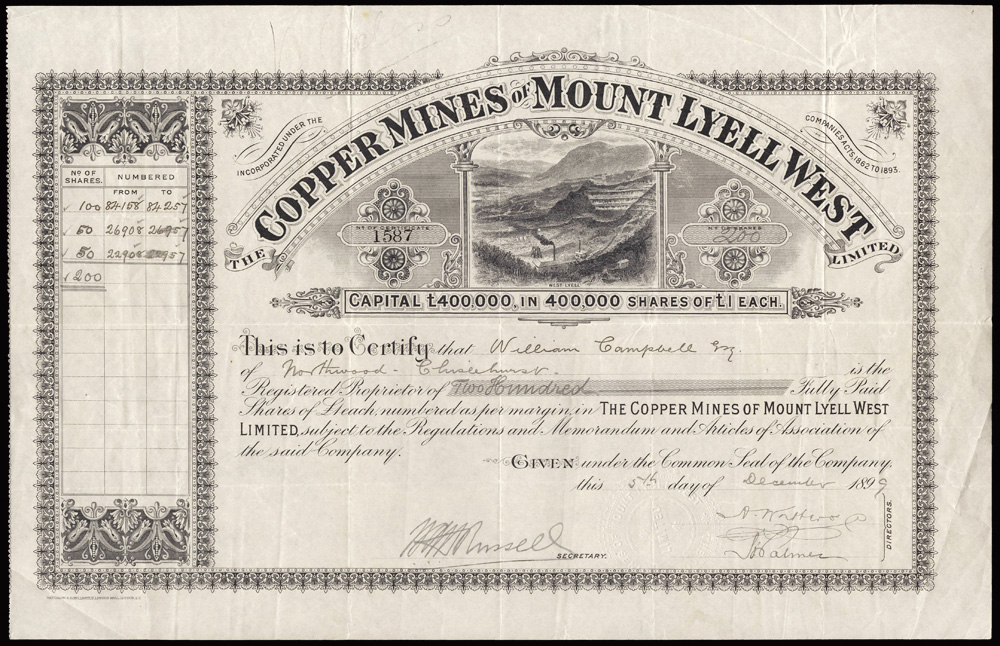 INCORPORATED UNDER THE
COMPANIES ACTS, 1862 TO 1893.
THE COPPER MINES OF MOUNT LYELL WEST LIMITED
Nº OF CERTIFICATE.
1587
Nº OF SHARES.
200
WEST LYELL
CAPITAL £400,000, IN 400,000 SHARES OF £1 EACH.
Nº OF SHARES. NUMBERED
FROM TO
100 84158 84257
50 26908 26957
50 22908 22957
200
This is to Certify that William Campbell Esq.
of Northwood - Chislehurst. is the
Registered Proprietor of Two Hundred Fully Paid
Shares of £1 each, numbered as per margin, in THE COPPER MINES OF MOUNT LYELL WEST
LIMITED, subject to the Regulations and Memorandum and Articles of Association of
the said Company.
GIVEN under the Common Seal of the Company.
this 5th day of December 1899
Russell
SECRETARY.
Palmer
DIRECTORS.